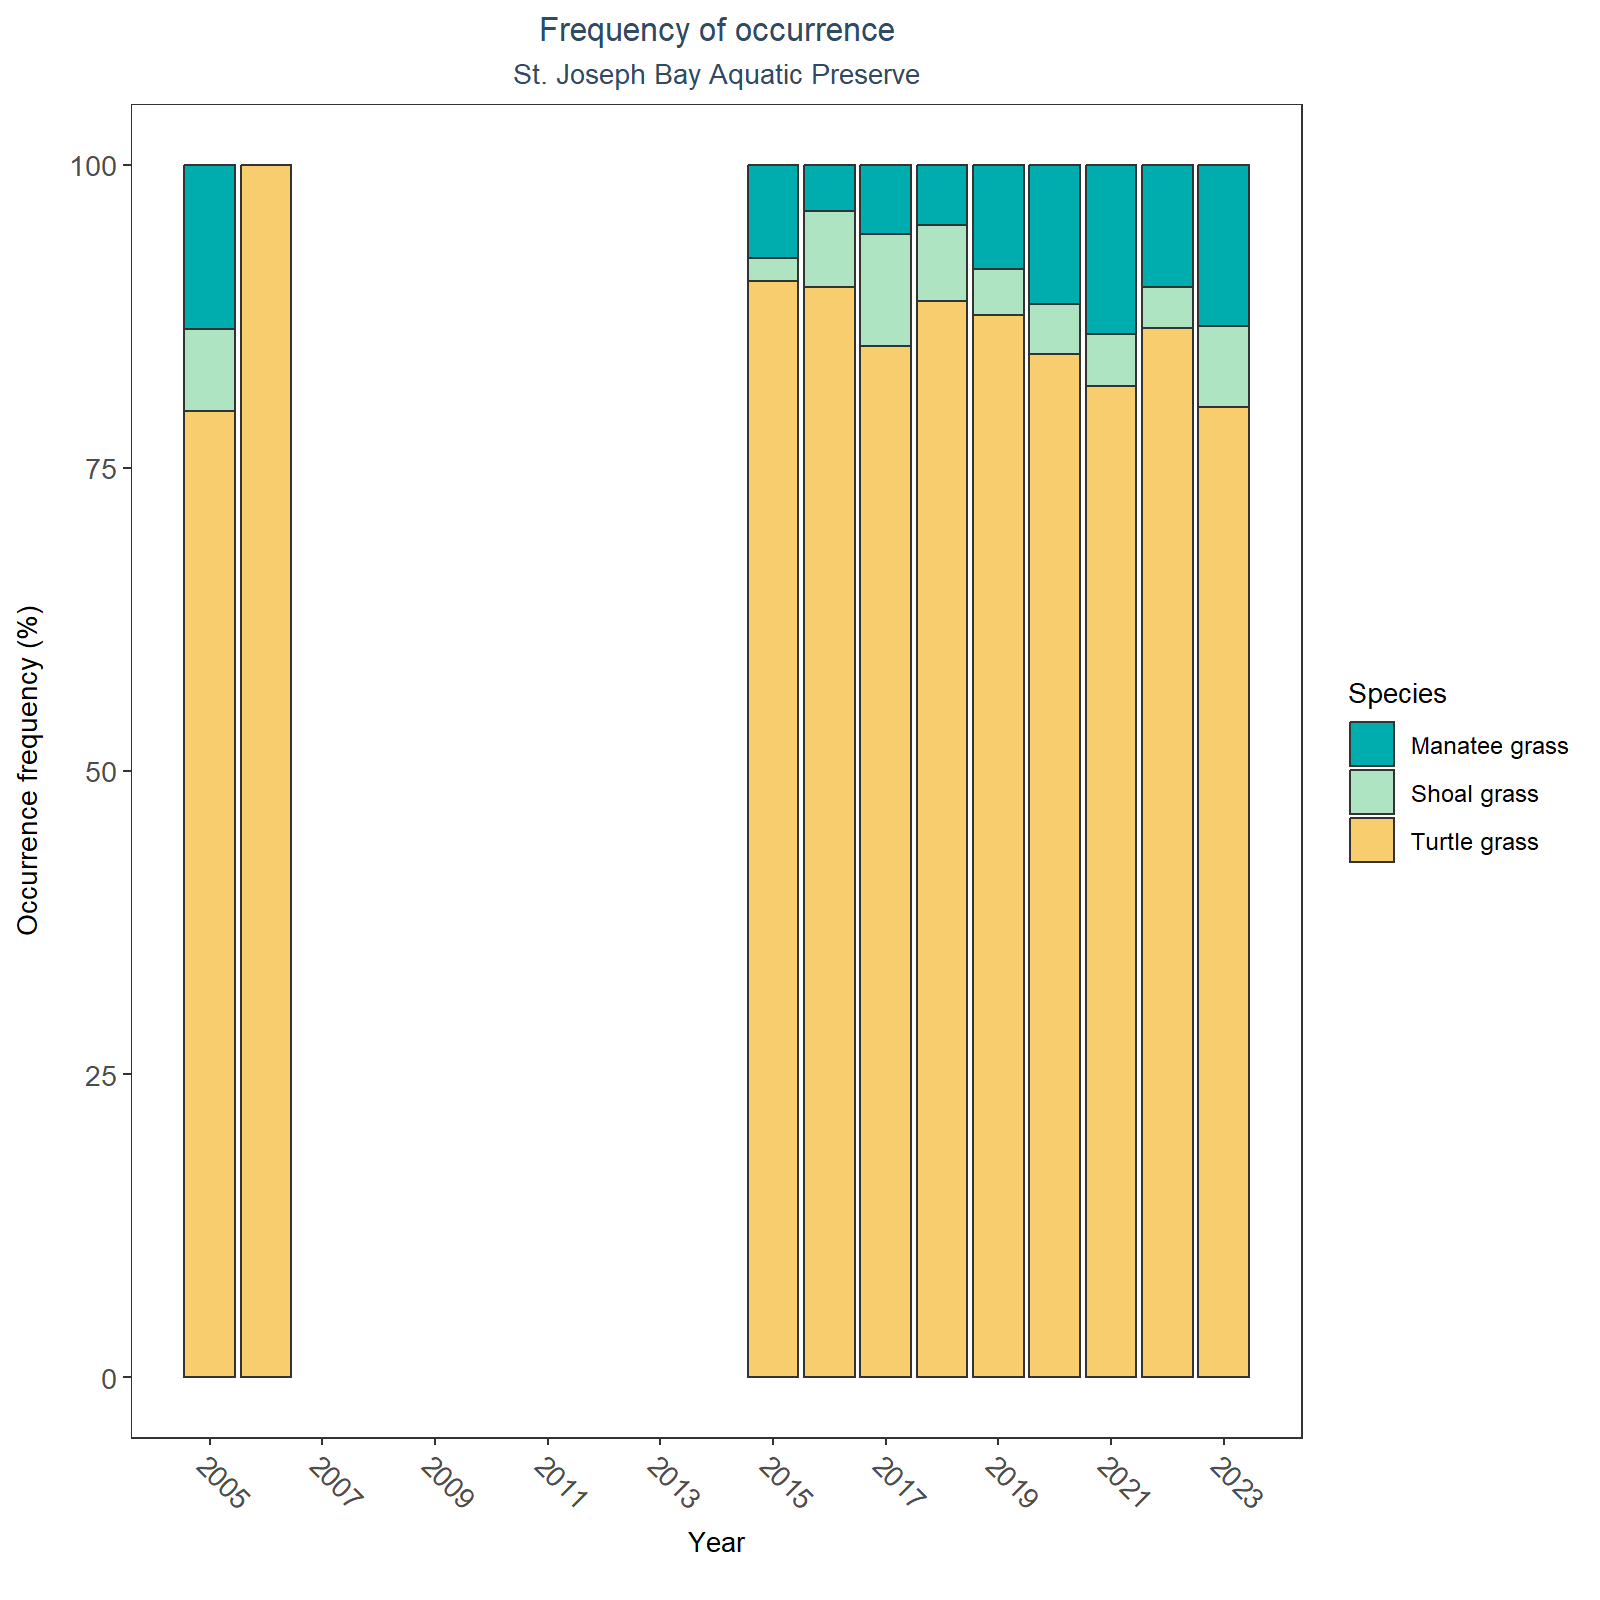 Frequency of occurrence
St. Joseph Bay Aquatic Preserve
Occurrence frequency (%)
100
75
50
25
0
2005
2007
2009
2011
2013
2015
2017
2019
2021
2023
Year
Species
Manatee grass
Shoal grass
Turtle grass